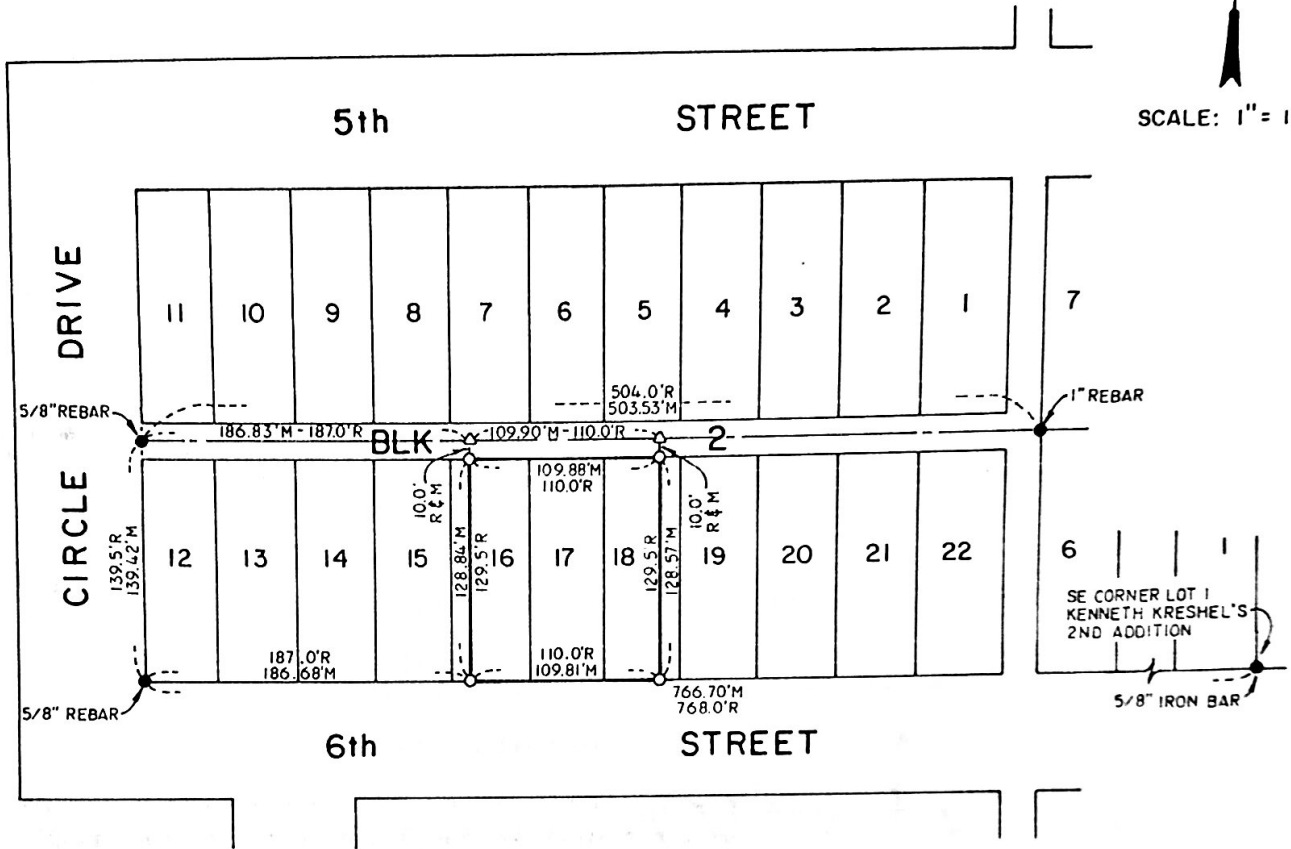 5th STREET
SCALE: 1" = 1
DRIVE
11 10 9 8 7 6 5 4 3 2 1 7
504.0'R
503.53'M
5/8" REBAR
1" REBAR
186.83'M - 187.0'R
BLK
109.90'M - 110.0'R
2
109.88'M
110.0'R
10.0'
R & M
10.0'
R & M
CIRCLE
139.5'R
139.42'M
12 13 14 15
128.84'M
129.5'R
16 17 18
129.5'R
128.57'M
19 20 21 22 6 1
SE CORNER LOT 1
KENNETH KRESHEL'S
2ND ADDITION
187.0'R
186.68'M
110.0'R
109.81'M
766.70'M
768.0'R
5/8" REBAR
5/8" IRON BAR
6th STREET